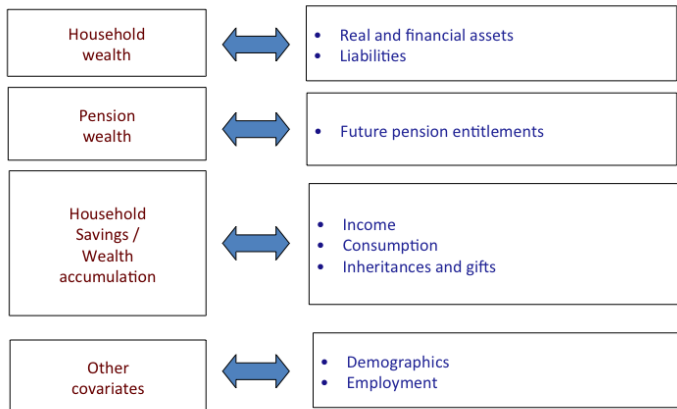 Household
wealth
• Real and financial assets
• Liabilities
Pension
wealth
• Future pension entitlements
Household
Savings /
Wealth
accumulation
• Income
• Consumption
• Inheritances and gifts
Other
covariates
• Demographics
• Employment